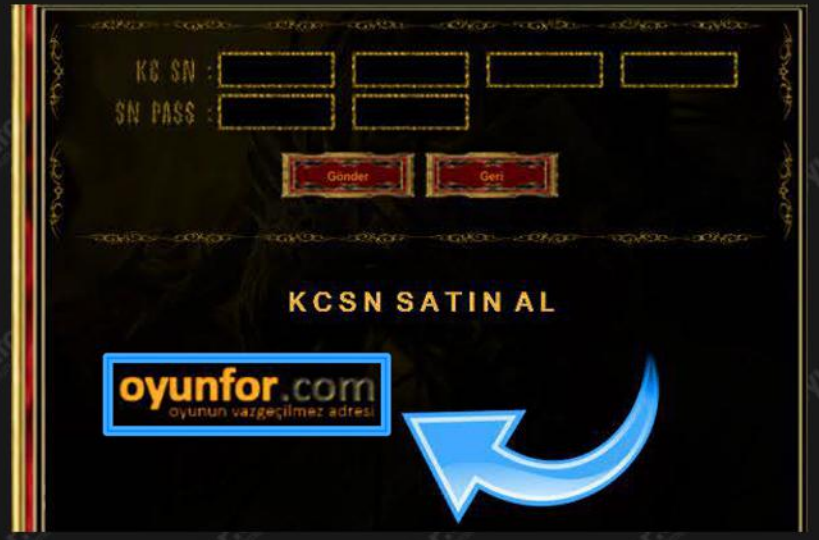 KC SN :
SN PASS :
Gönder Geri
KCSN SATIN AL
oyunfor.com
oyunun vazgeçilmez adresi